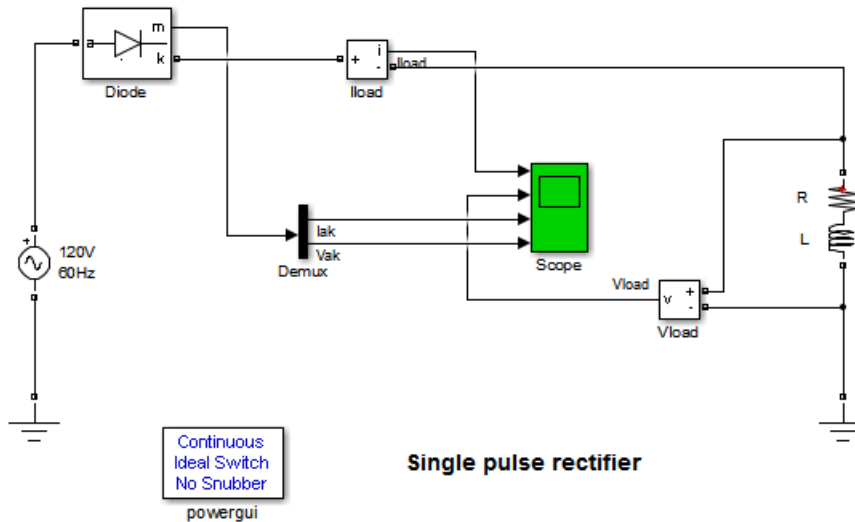 m
a
k
Diode
+
i
-
Iload
Iload
R
L
Iak
Vak
Demux
Scope
+
120V
60Hz
Vload
v
+
-
Vload
Continuous
Ideal Switch
No Snubber
powergui
Single pulse rectifier